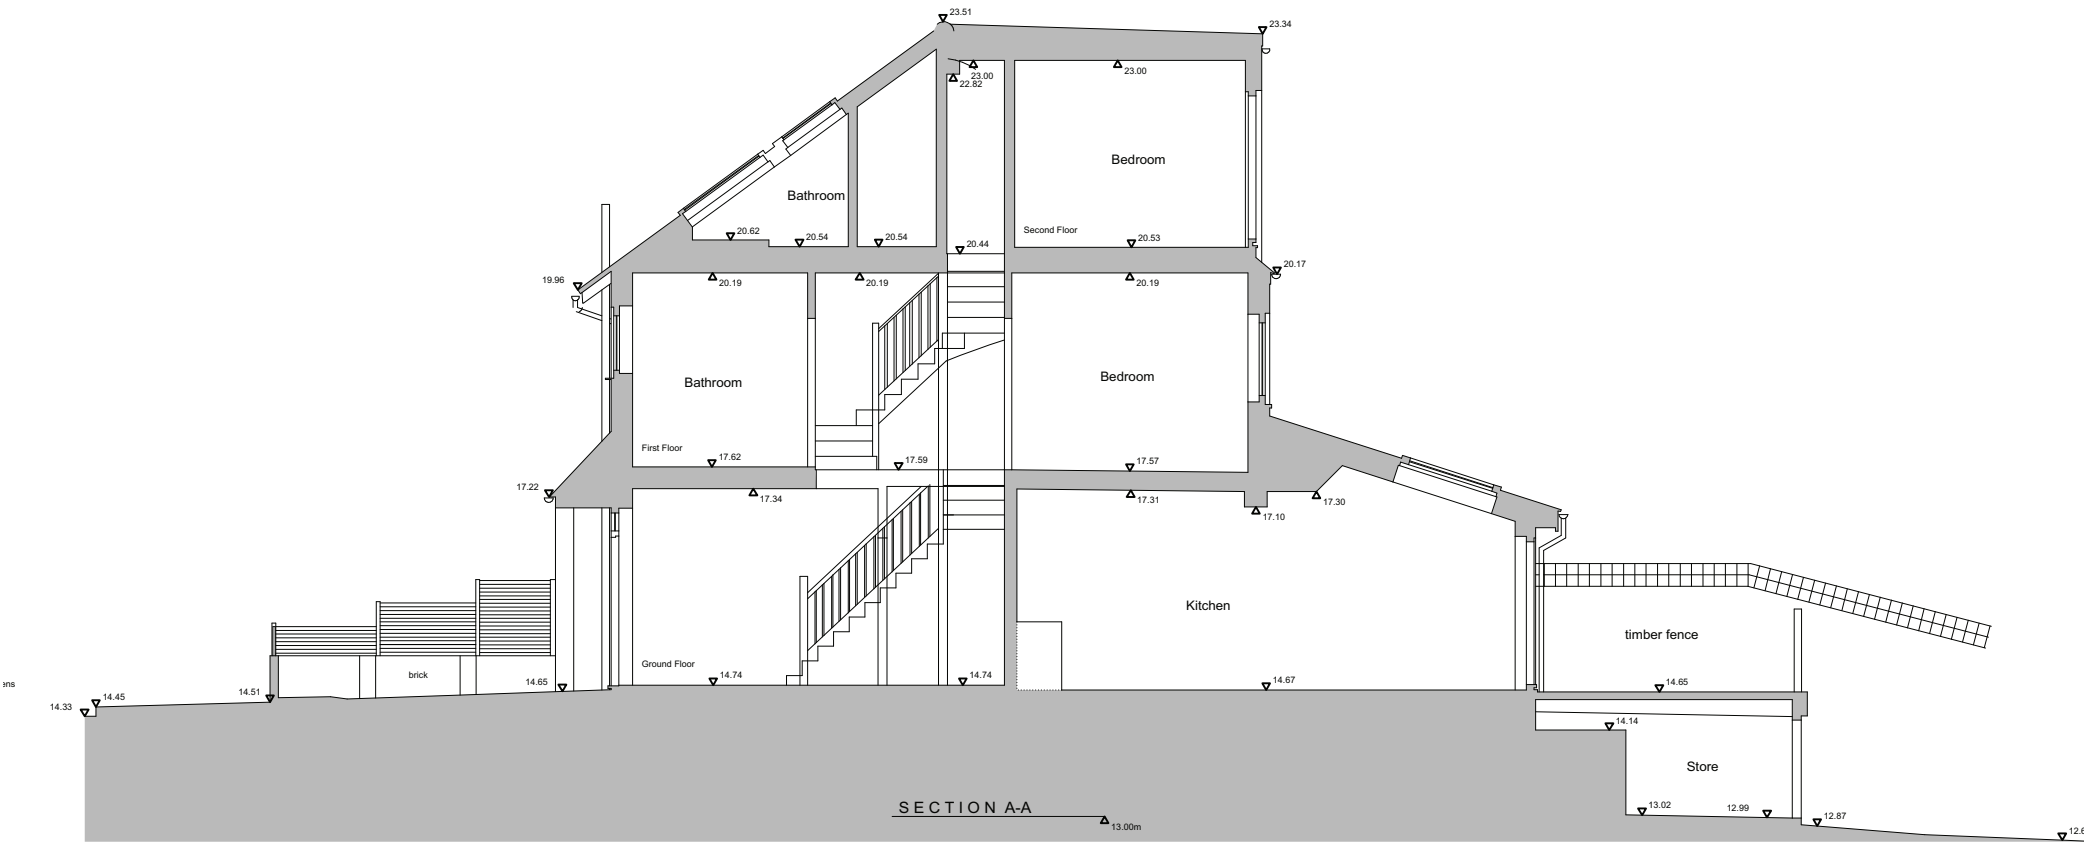 23.51
23.34
23.00
22.82
23.00
Bedroom
Bathroom
Second Floor
20.62
20.54
20.54
20.44
20.53
20.17
19.96
20.19
20.19
20.19
Bathroom
Bedroom
First Floor
17.62
17.59
17.57
17.22
17.34
17.31
17.30
17.10
Kitchen
timber fence
Ground Floor
brick
ens
14.65
14.74
14.74
14.67
14.65
14.51
14.45
14.33
14.14
Store
SECTION A-A
13.00m
13.02
12.99
12.87